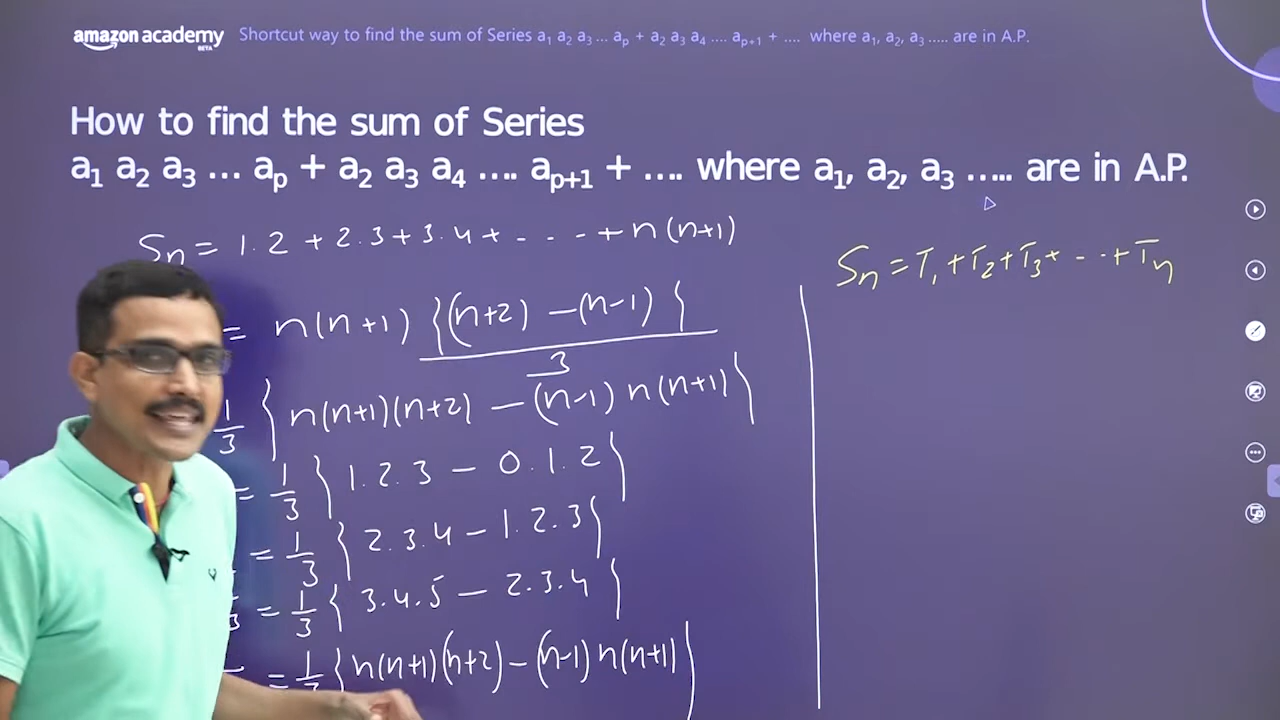 amazon academy
BETA
Shortcut way to find the sum of Series a₁ a₂ a₃ ... aₚ + a₂ a₃ a₄ .... aₚ₊₁ + .... where a₁, a₂, a₃ ..... are in A.P.
How to find the sum of Series
a₁ a₂ a₃ ... aₚ + a₂ a₃ a₄ .... aₚ₊₁ + .... where a₁, a₂, a₃ ..... are in A.P.
Sₙ = 1.2 + 2.3 + 3.4 + - - - + n(n+1)
= n(n+1) {(n+2) - (n-1)}
3
1/3 {n(n+1)(n+2) - (n-1) n(n+1)}
= 1/3 {1.2.3 - 0.1.2}
= 1/3 {2.3.4 - 1.2.3}
3 = 1/3 {3.4.5 - 2.3.4}
= 1/3 {n(n+1)(n+2) - (n-1) n(n+1)}
Sₙ = T₁ + T₂ + T₃ + - - - + Tₙ